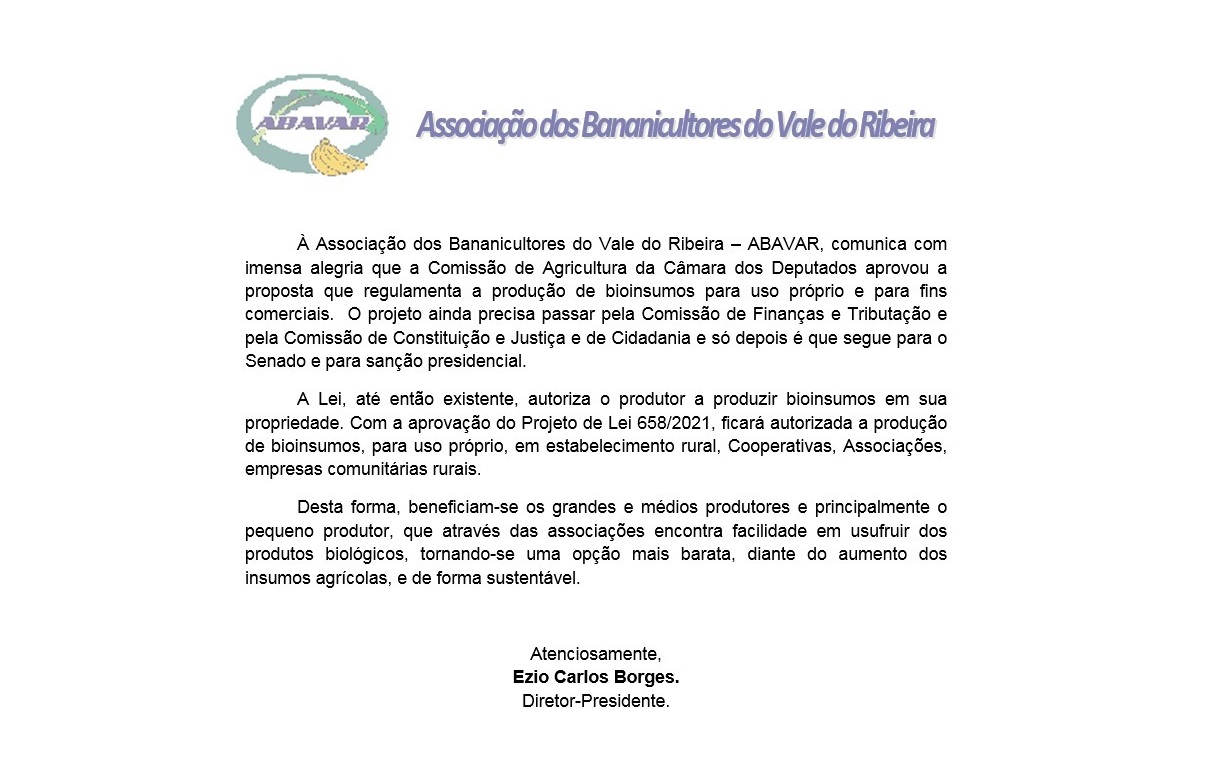 ABAVAR
Associação dos Bananicultores do Vale do Ribeira
À Associação dos Bananicultores do Vale do Ribeira – ABAVAR, comunica com
imensa alegria que a Comissão de Agricultura da Câmara dos Deputados aprovou a
proposta que regulamenta a produção de bioinsumos para uso próprio e para fins
comerciais.  O projeto ainda precisa passar pela Comissão de Finanças e Tributação e
pela Comissão de Constituição e Justiça e de Cidadania e só depois é que segue para o
Senado e para sanção presidencial.
A Lei, até então existente, autoriza o produtor a produzir bioinsumos em sua
propriedade. Com a aprovação do Projeto de Lei 658/2021, ficará autorizada a produção
de bioinsumos, para uso próprio, em estabelecimento rural, Cooperativas, Associações,
empresas comunitárias rurais.
Desta forma, beneficiam-se os grandes e médios produtores e principalmente o
pequeno produtor, que através das associações encontra facilidade em usufruir dos
produtos biológicos, tornando-se uma opção mais barata, diante do aumento dos
insumos agrícolas, e de forma sustentável.
Atenciosamente,
Ezio Carlos Borges.
Diretor-Presidente.